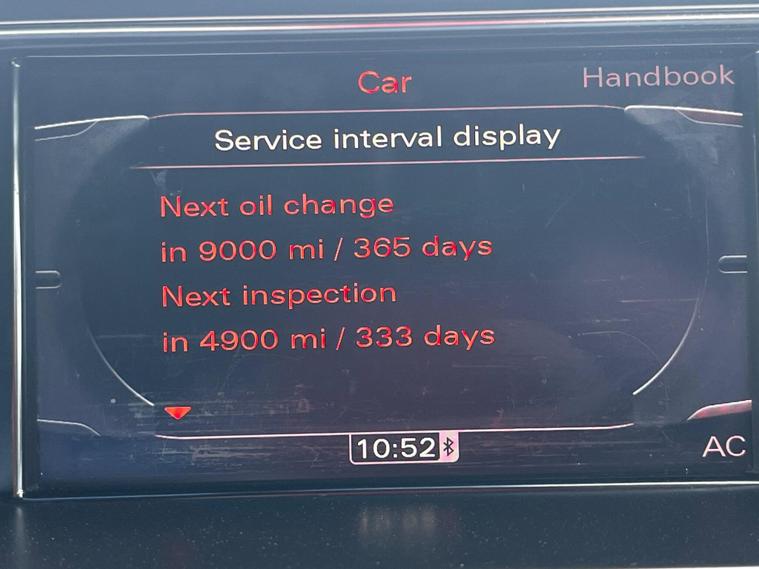 Car
Handbook
Service interval display
Next oil change
in 9000 mi / 365 days
Next inspection
in 4900 mi / 333 days
10:52
AC